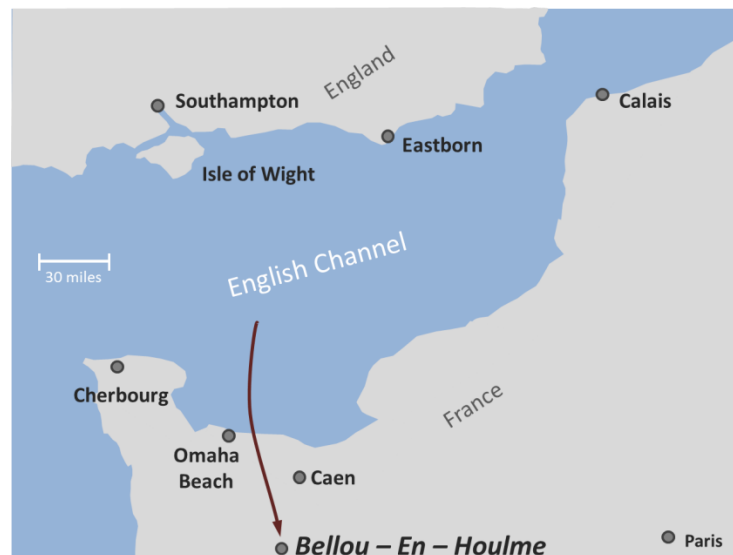 England
Southampton
Calais
Eastborn
Isle of Wight
English Channel
30 miles
Cherbourg
France
Omaha
Beach
Caen
Bellou – En – Houlme
Paris